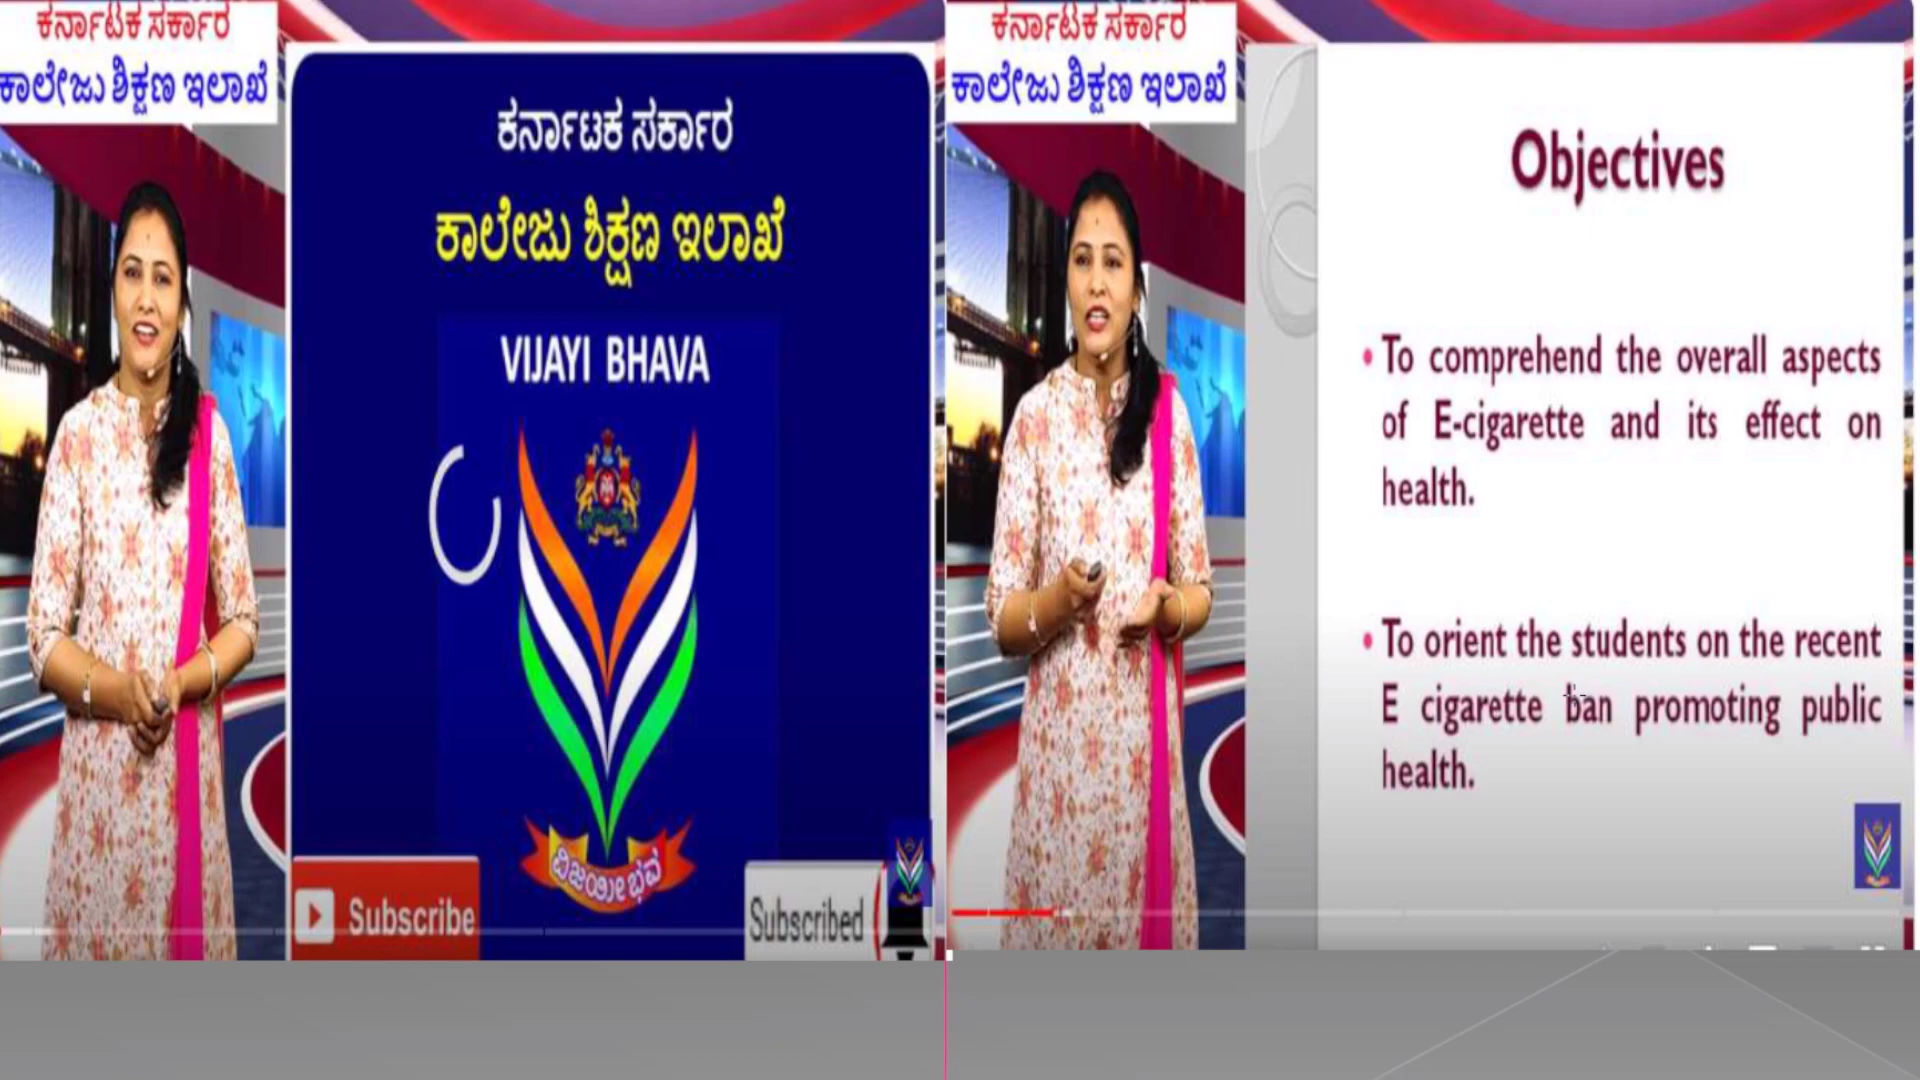 ಕರ್ನಾಟಕ ಸರ್ಕಾರ
ಕಾಲೇಜು ಶಿಕ್ಷಣ ಇಲಾಖೆ
ಕರ್ನಾಟಕ ಸರ್ಕಾರ
ಕಾಲೇಜು ಶಿಕ್ಷಣ ಇಲಾಖೆ
VIJAYI BHAVA
ವಿಜಯೀಭವ
Subscribe
Subscribed
ಕರ್ನಾಟಕ ಸರ್ಕಾರ
ಕಾಲೇಜು ಶಿಕ್ಷಣ ಇಲಾಖೆ
Objectives
• To comprehend the overall aspects
of E-cigarette and its effect on
health.
• To orient the students on the recent
E cigarette ban promoting public
health.